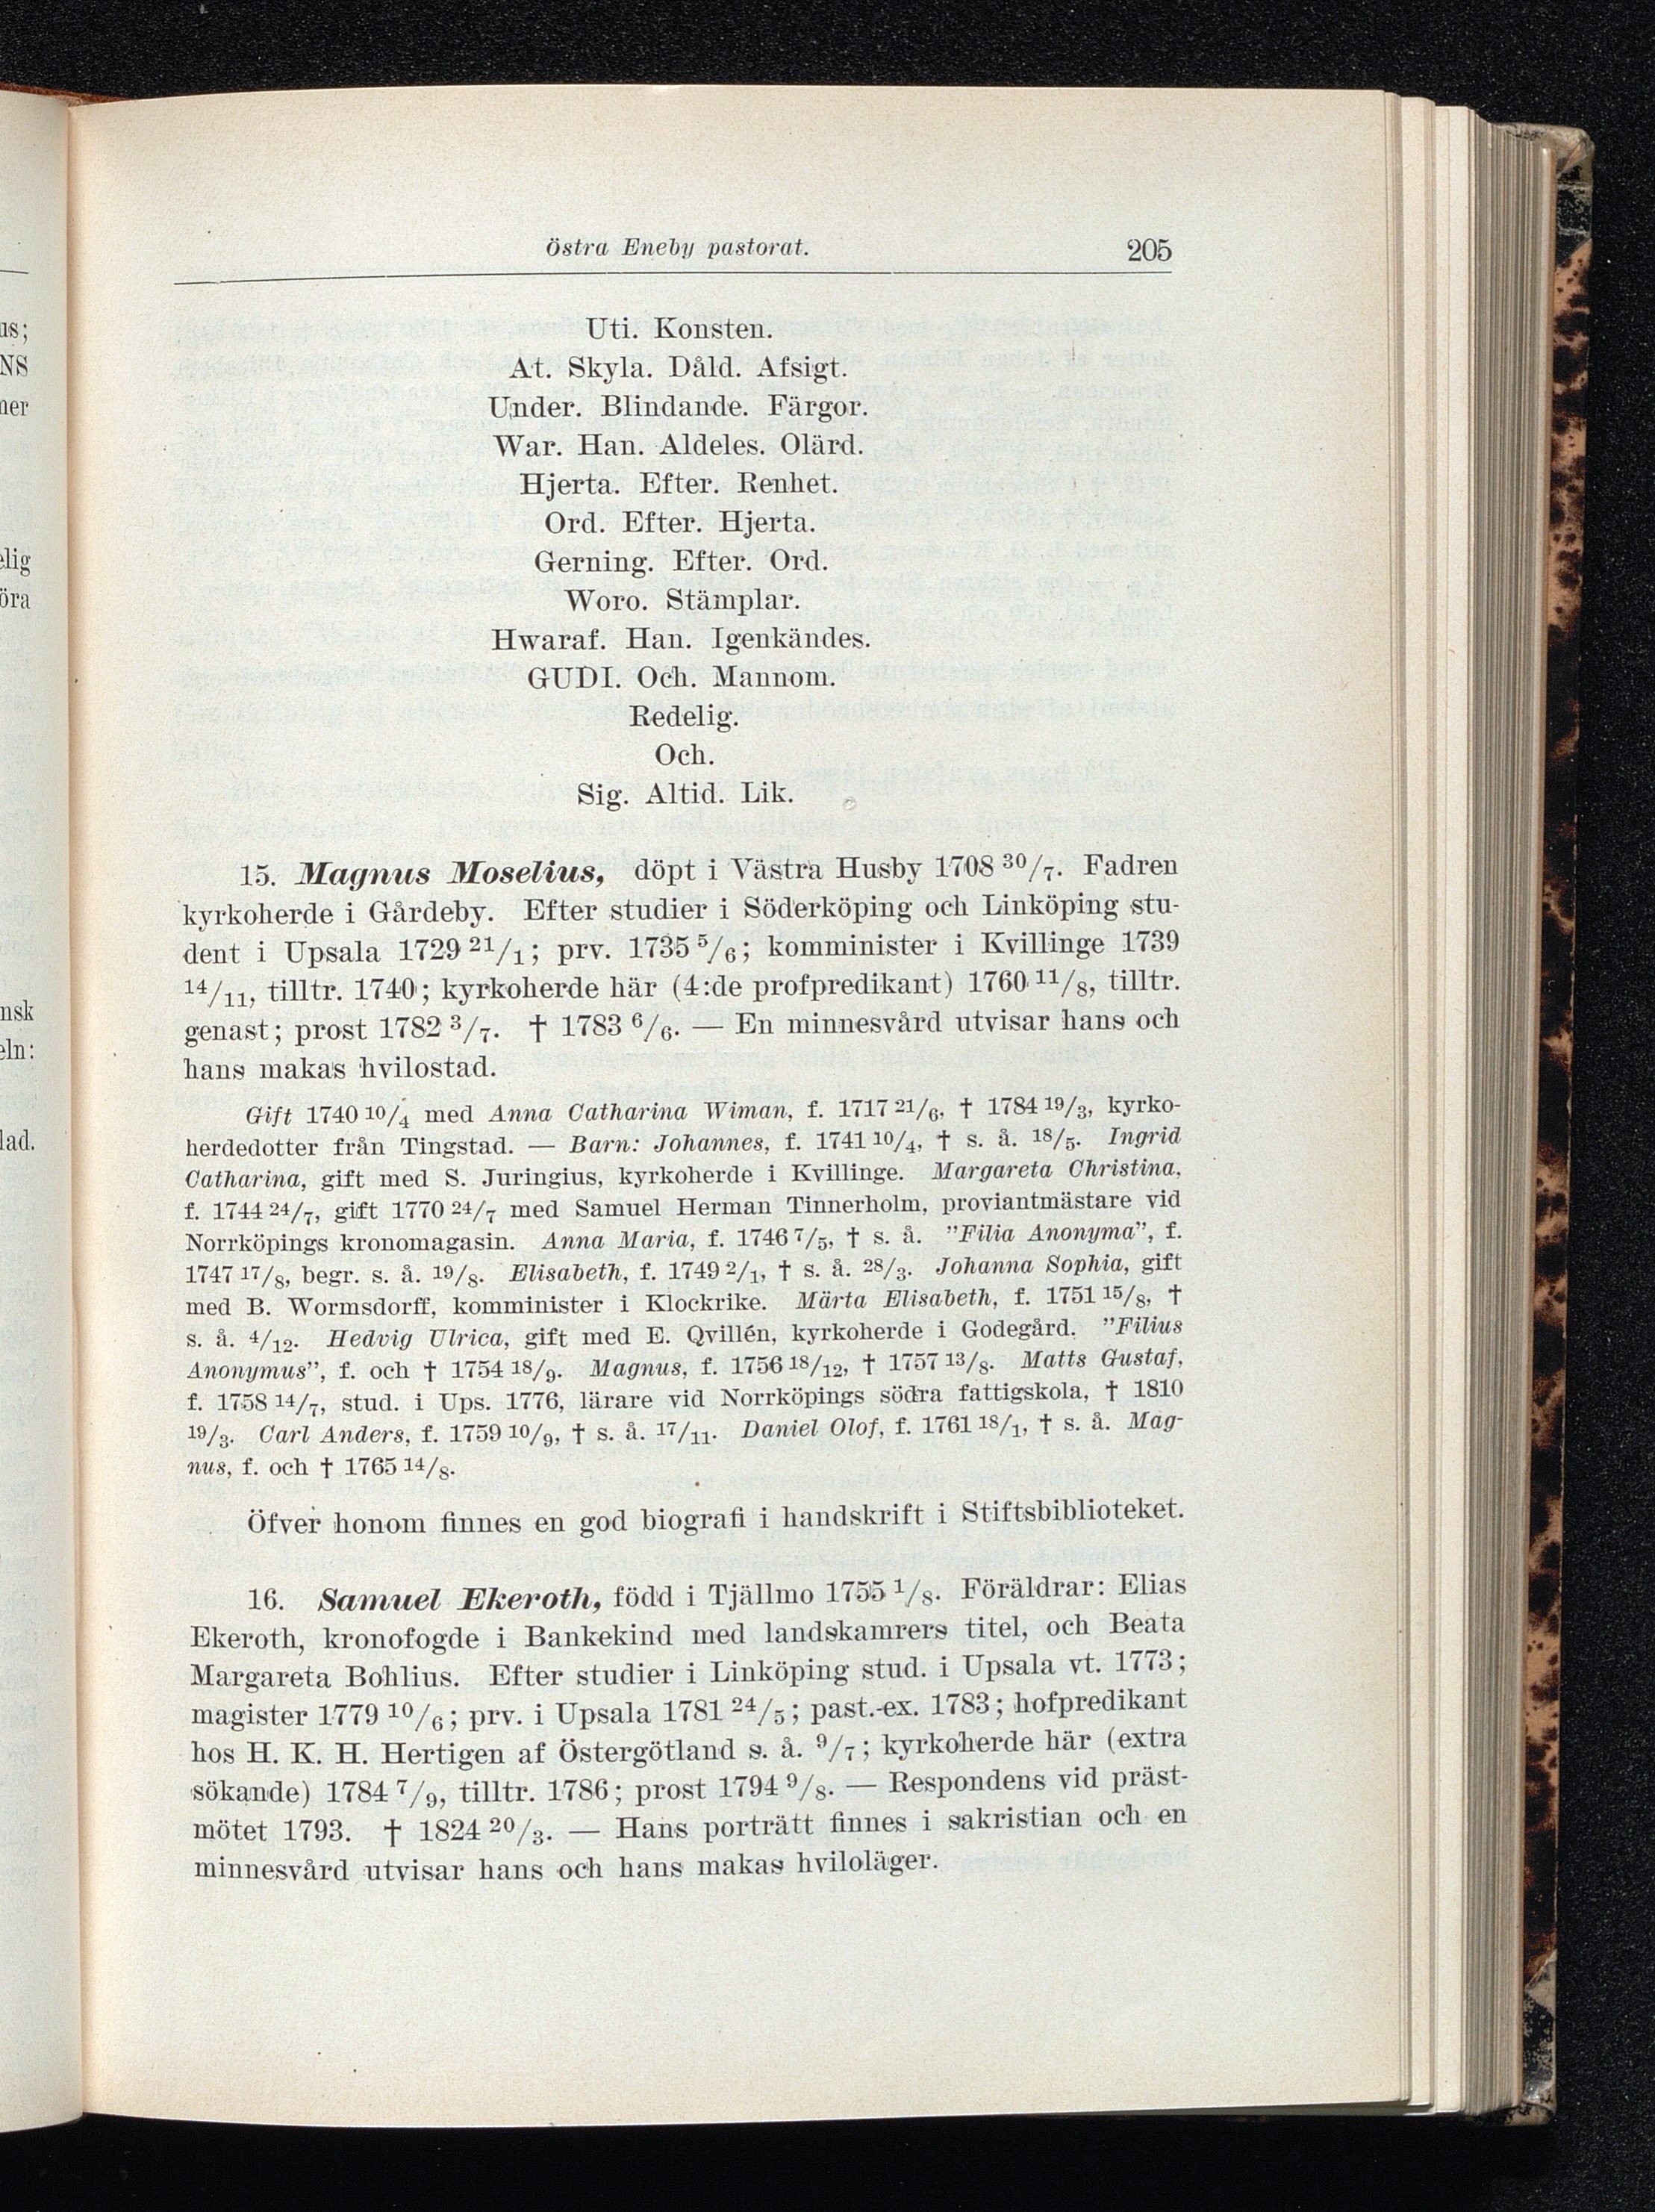 Östra Eneby pastorat. 205
Uti. Konsten.
At. Skyla. Dåld. Afsigt.
Under. Blindande. Färgor.
War. Han. Aldeles. Olärd.
Hjerta. Efter. Renhet.
Ord. Efter. Hjerta.
Gerning. Efter. Ord.
Woro. Stämplar.
Hwaraf. Han. Igenkändes.
GUDI. Och. Mannom.
Redelig.
Och.
Sig. Altid. Lik.
15. Magnus Moselius, döpt i Västra Husby 1708 30/7. Fadren
kyrkoherde i Gårdeby. Efter studier i Söderköping och Linköping stu-
dent i Upsala 1729 21/1; prv. 1735 5/6; komminister i Kvillinge 1739
14/11, tilltr. 1740; kyrkoherde här (4:de profpredikant) 1760 11/8, tilltr.
genast; prost 1782 3/7. † 1783 6/6. — En minnesvård utvisar hans och
hans makas hvilostad.
Gift 1740 10/4 med Anna Catharina Wiman, f. 1717 21/6, † 1784 19/3, kyrko-
herdedotter från Tingstad. — Barn: Johannes, f. 1741 10/4, † s. å. 18/5. Ingrid
Catharina, gift med S. Juringius, kyrkoherde i Kvillinge. Margareta Christina,
f. 1744 24/7, gift 1770 24/7 med Samuel Herman Tinnerholm, proviantmästare vid
Norrköpings kronomagasin. Anna Maria, f. 1746 7/5, † s. å. ”Filia Anonyma”, f.
1747 17/8, begr. s. å. 19/8. Elisabeth, f. 1749 2/1, † s. å. 28/3. Johanna Sophia, gift
med B. Wormsdorff, komminister i Klockrike. Märta Elisabeth, f. 1751 15/8, †
s. å. 4/12. Hedvig Ulrica, gift med E. Qvillén, kyrkoherde i Godegård. ”Filius
Anonymus”, f. och † 1754 18/9. Magnus, f. 1756 18/12, † 1757 13/8. Matts Gustaf,
f. 1758 14/7, stud. i Ups. 1776, lärare vid Norrköpings södra fattigskola, † 1810
19/3. Carl Anders, f. 1759 10/9, † s. å. 17/11. Daniel Olof, f. 1761 18/1, † s. å. Mag-
nus, f. och † 1765 14/8.
Öfver honom finnes en god biografi i handskrift i Stiftsbiblioteket.
16. Samuel Ekeroth, född i Tjällmo 1755 1/8. Föräldrar: Elias
Ekeroth, kronofogde i Bankekind med landskamrers titel, och Beata
Margareta Bohlius. Efter studier i Linköping stud. i Upsala vt. 1773;
magister 1779 10/6; prv. i Upsala 1781 24/5; past.-ex. 1783; hofpredikant
hos H. K. H. Hertigen af Östergötland s. å. 9/7; kyrkoherde här (extra
sökande) 1784 7/9, tilltr. 1786; prost 1794 9/8. — Respondens vid präst-
mötet 1793. † 1824 20/3. — Hans porträtt finnes i sakristian och en
minnesvård utvisar hans och hans makas hviloläger.